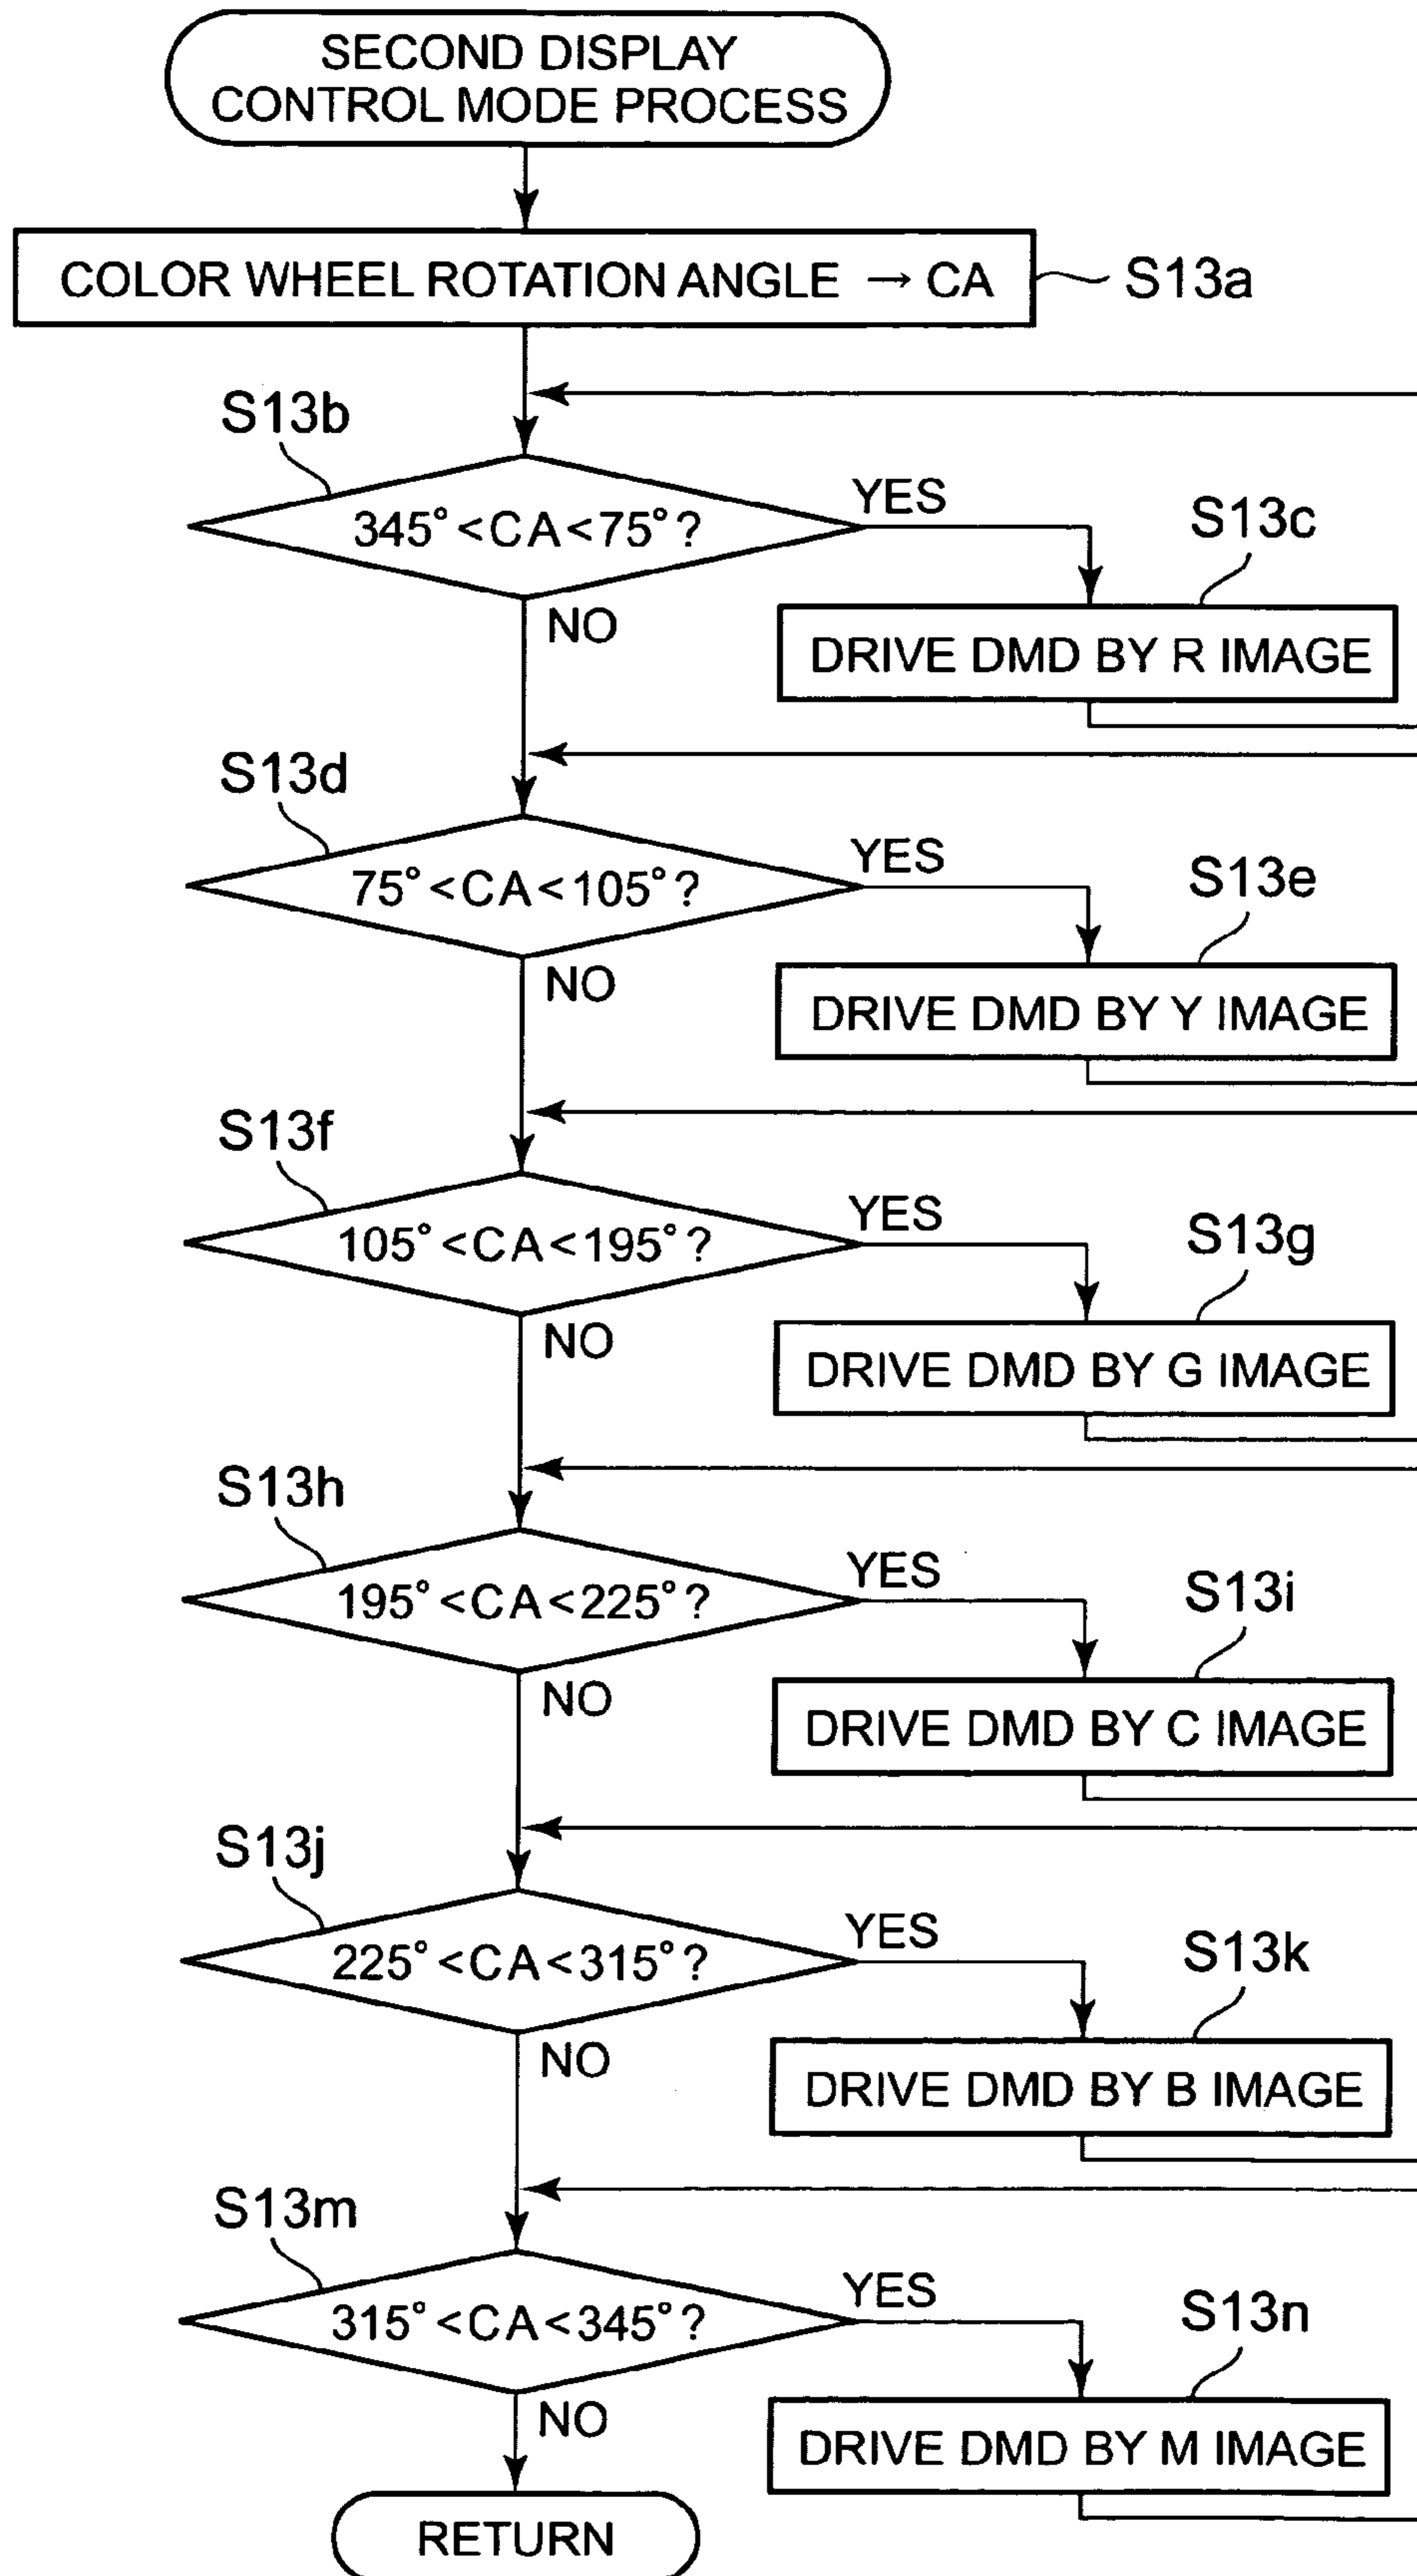 SECOND DISPLAY
CONTROL MODE PROCESS
COLOR WHEEL ROTATION ANGLE → CA
S13a
S13b
345°<CA<75°?
YES
NO
S13c
DRIVE DMD BY R IMAGE
S13d
75°<CA<105°?
YES
NO
S13e
DRIVE DMD BY Y IMAGE
S13f
105°<CA<195°?
YES
NO
S13g
DRIVE DMD BY G IMAGE
S13h
195°<CA<225°?
YES
NO
S13i
DRIVE DMD BY C IMAGE
S13j
225°<CA<315°?
YES
NO
S13k
DRIVE DMD BY B IMAGE
S13m
315°<CA<345°?
YES
NO
S13n
DRIVE DMD BY M IMAGE
RETURN